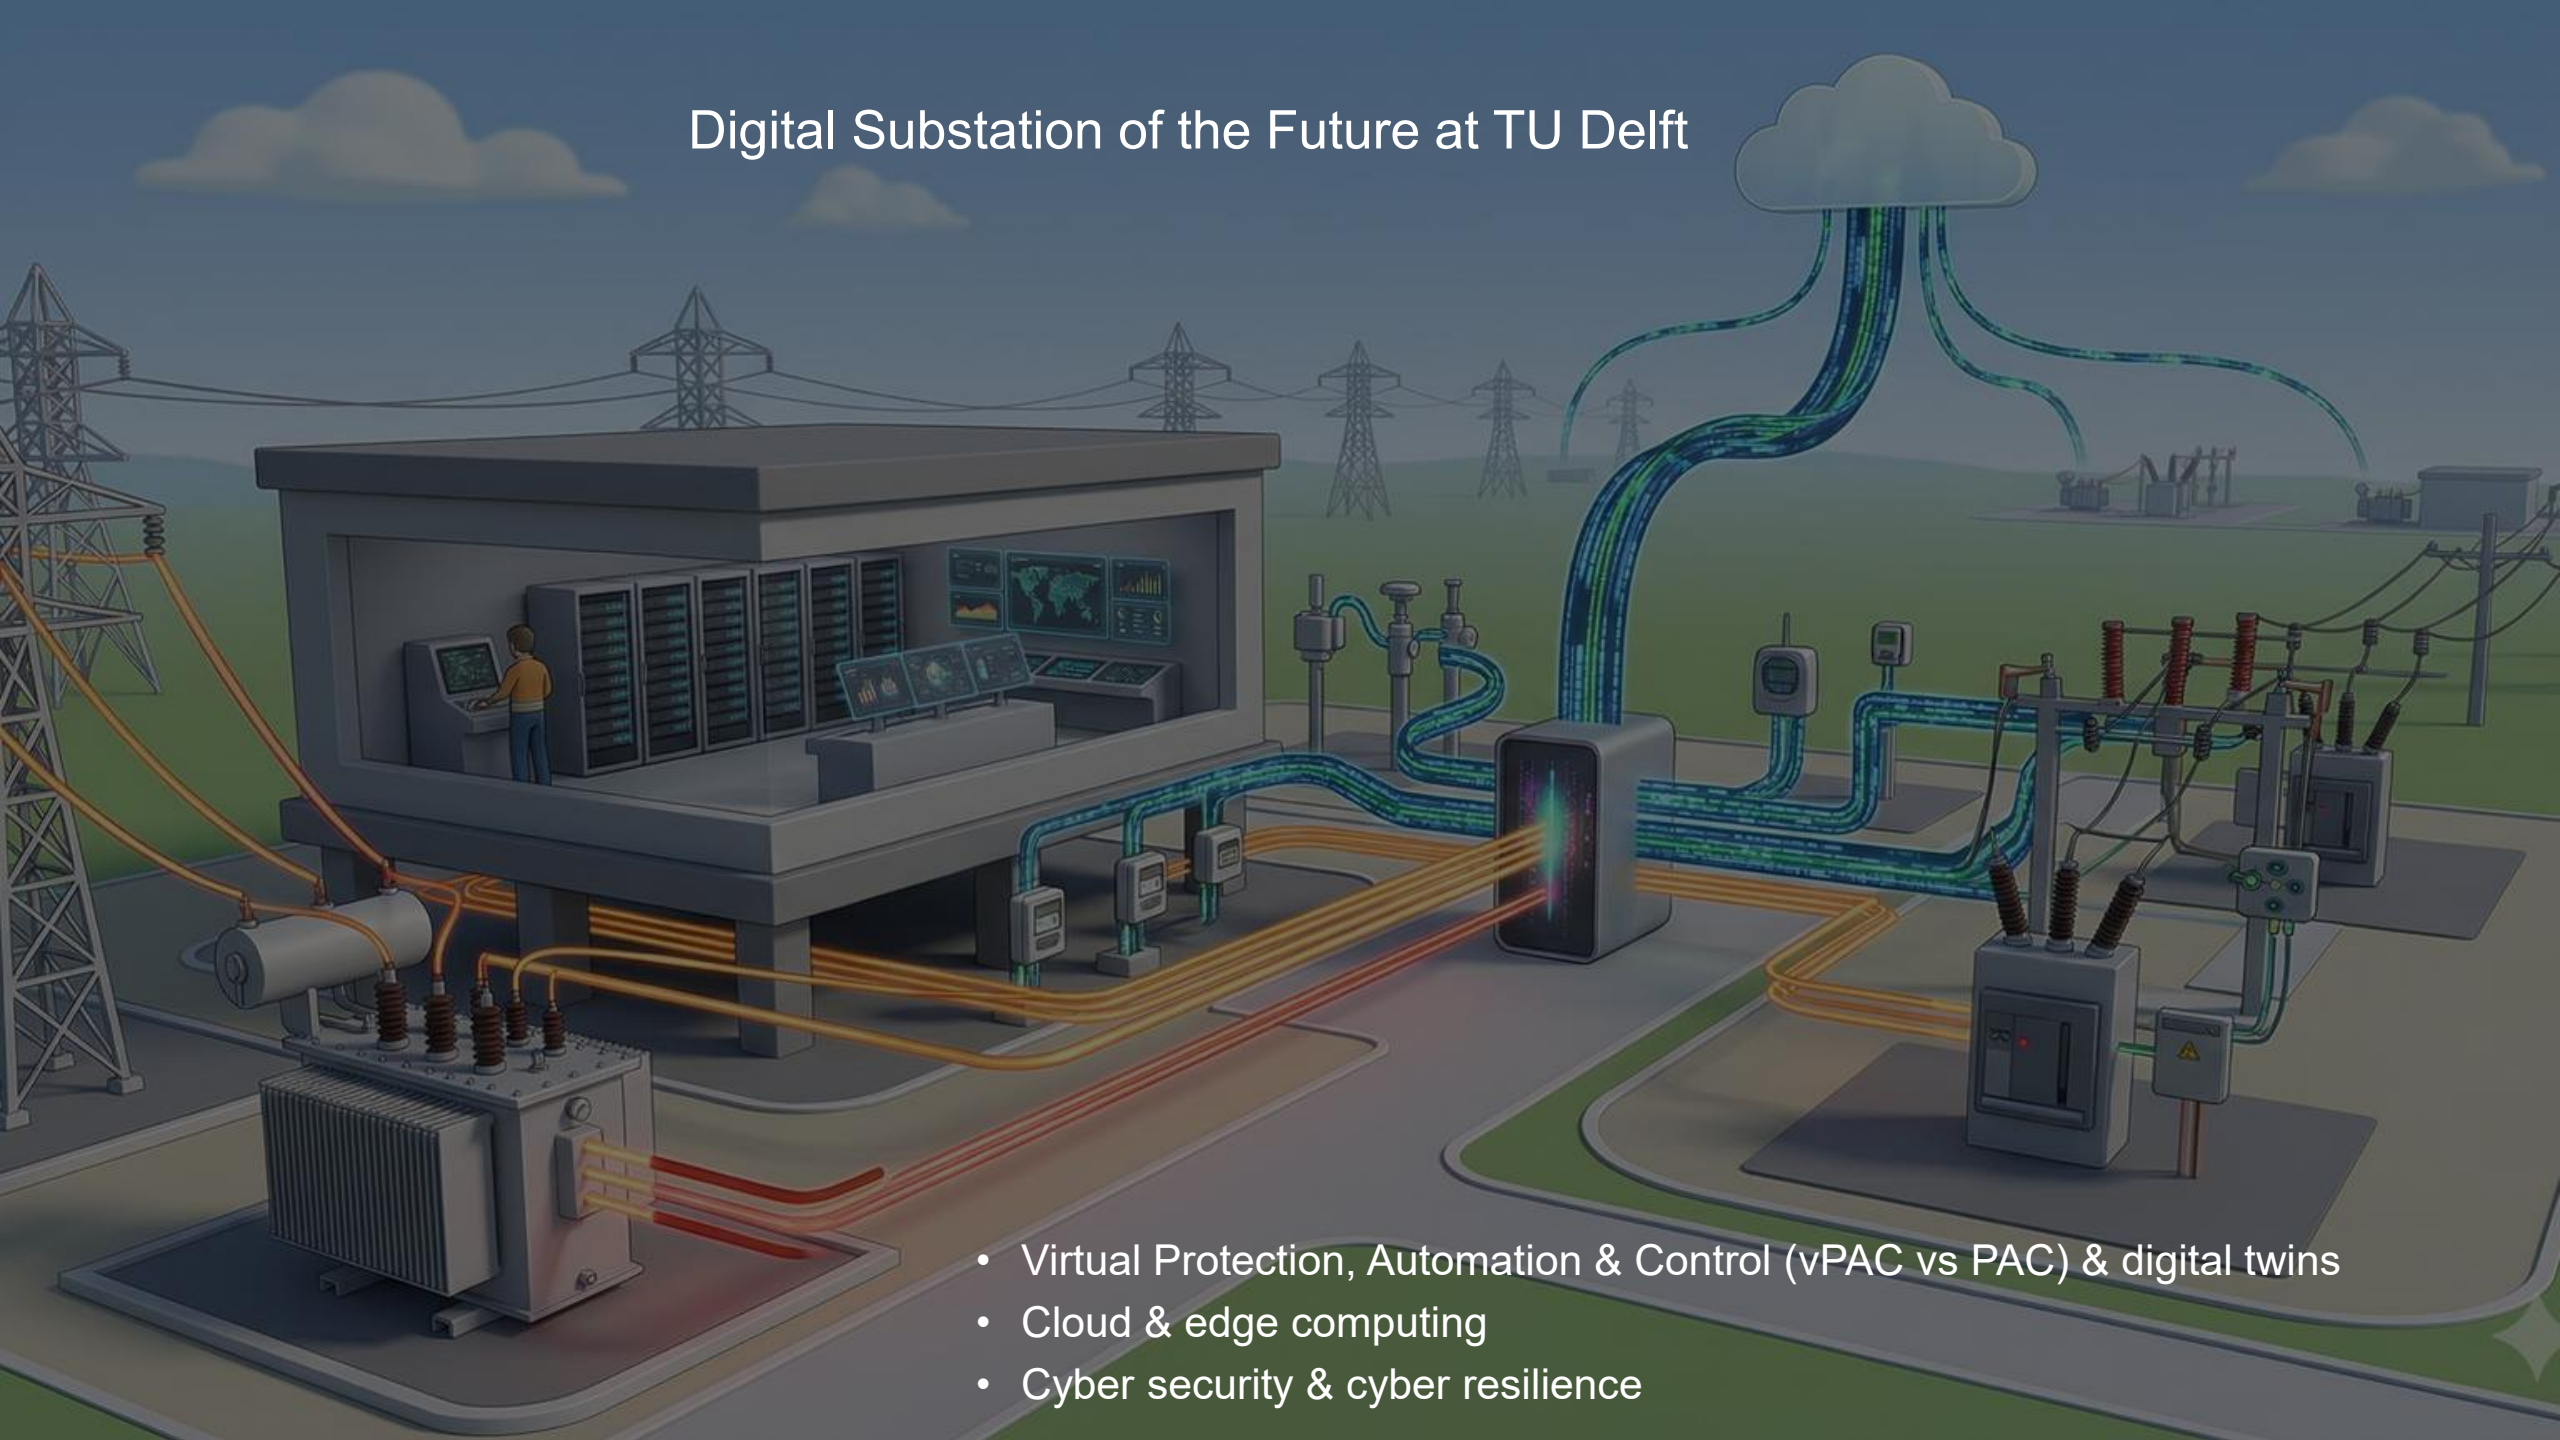 Digital Substation of the Future at TU Delft
• Virtual Protection, Automation & Control (vPAC vs PAC) & digital twins
• Cloud & edge computing
• Cyber security & cyber resilience